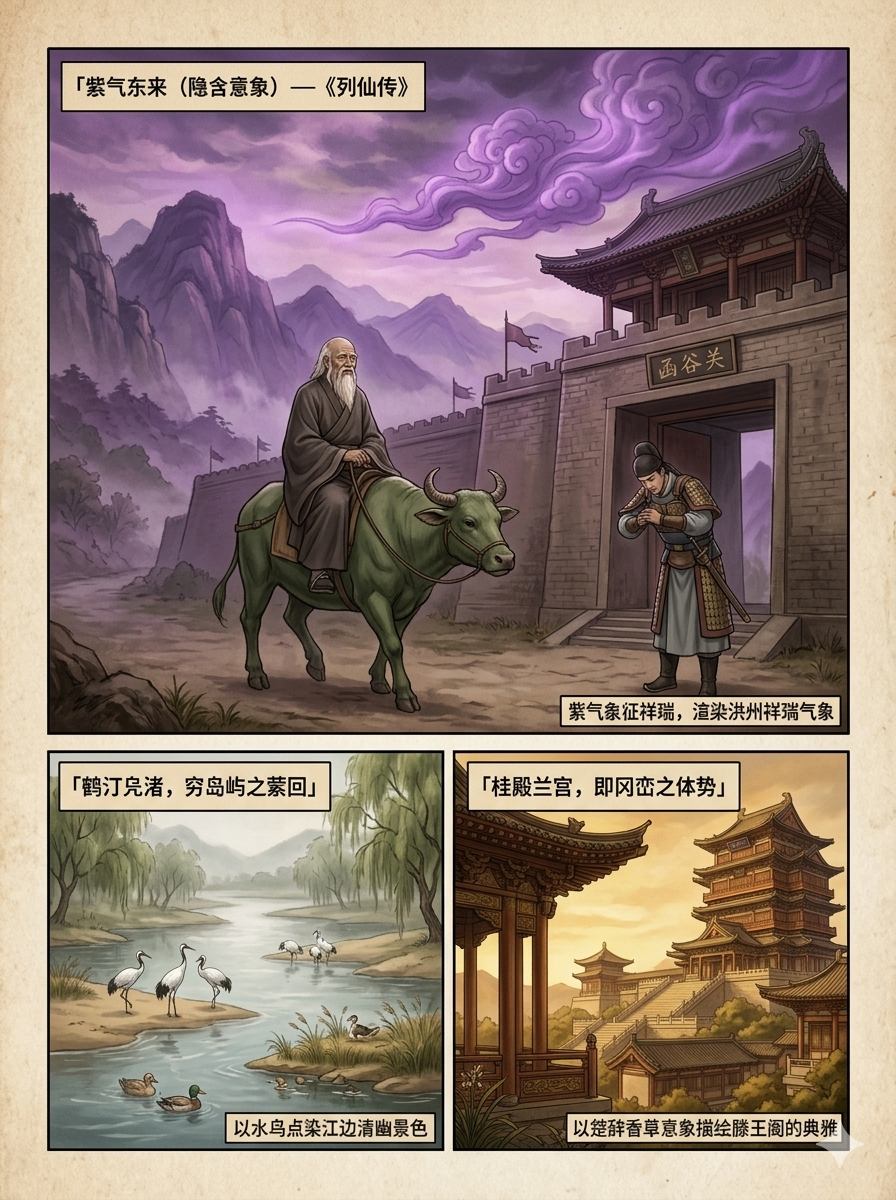 「紫气东来（隐含意象）—《列仙传》
函谷关
紫气象征祥瑞，渲染洪州祥瑞气象
「鹤汀凫渚，穷岛屿之萦回」
以水鸟点染江边清幽景色
「桂殿兰宫，即冈峦之体势」
以楚辞香草意象描绘滕王阁的典雅